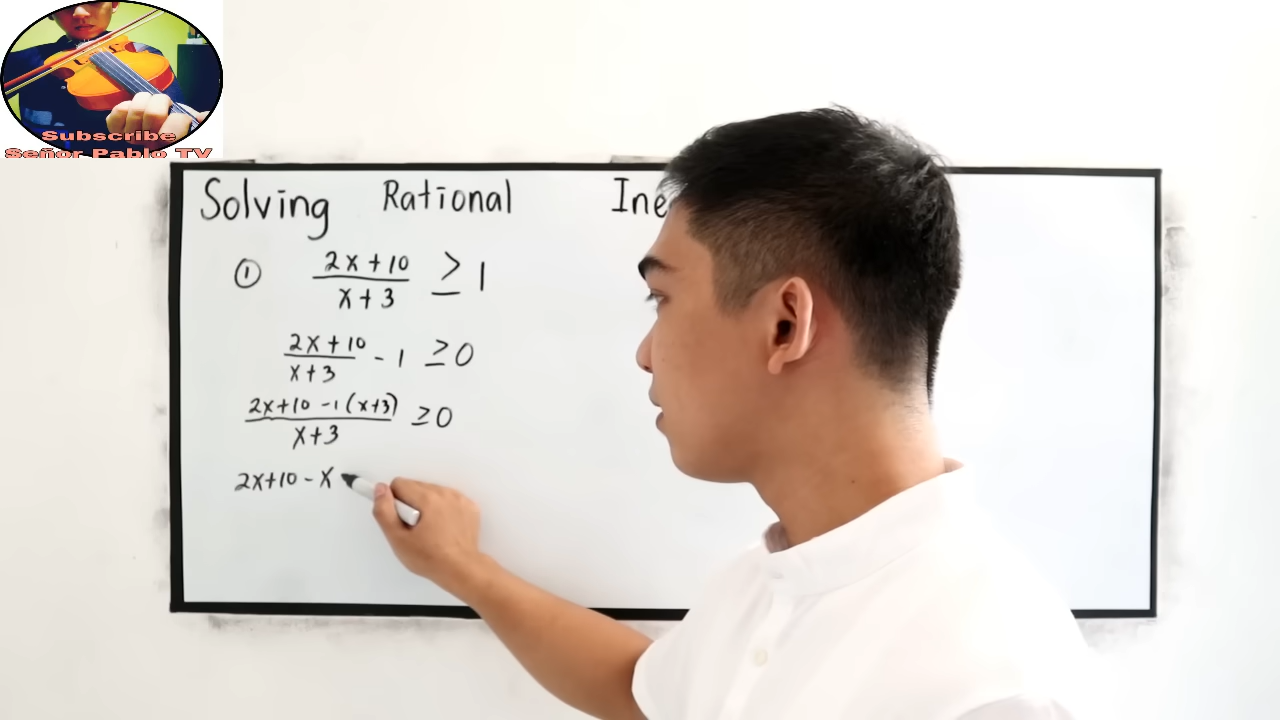 Subscribe
Señor Pablo TV
Solving Rational Ine
① 2x+10 / x+3 ≥ 1
2x+10 / x+3 - 1 ≥ 0
2x+10 -1(x+3) / x+3 ≥ 0
2x+10 - x